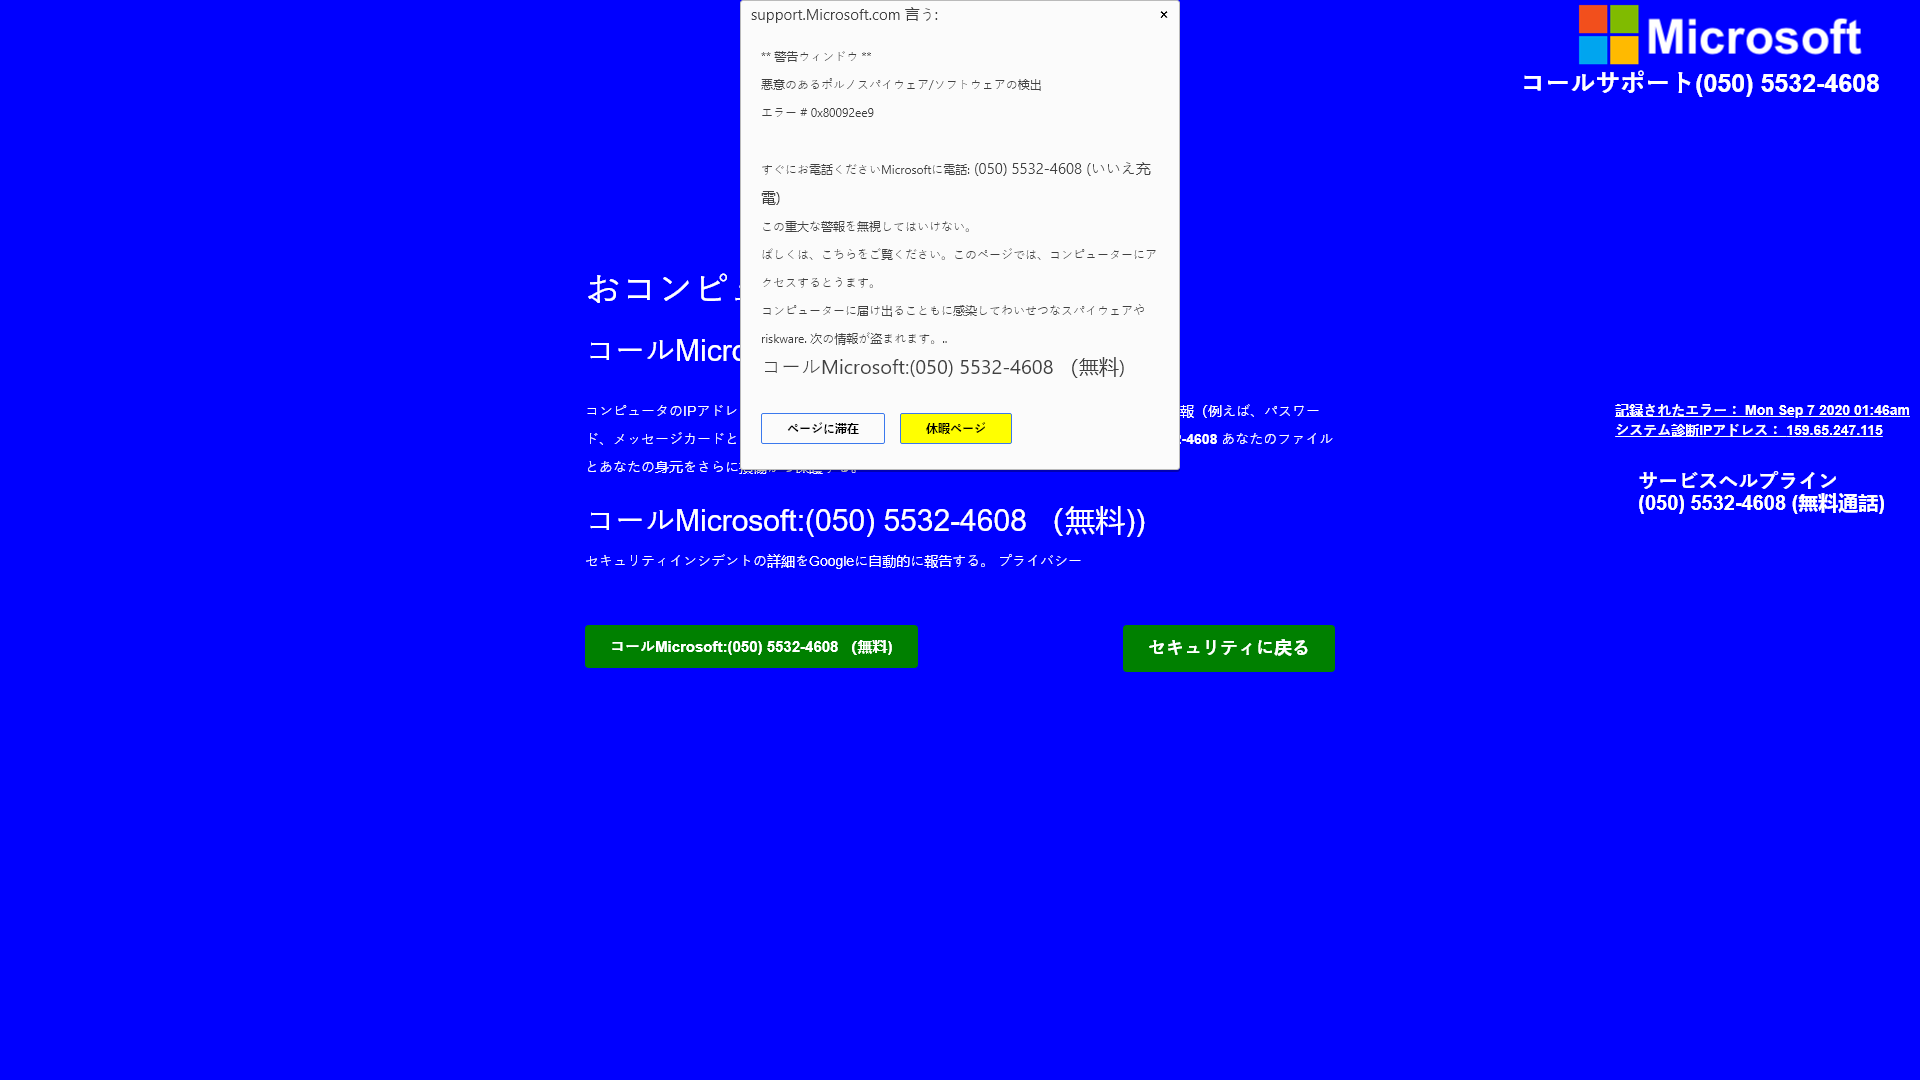 support.Microsoft.com 言う:
×
** 警告ウィンドウ **
悪意のあるポルノスパイウェア/ソフトウェアの検出
エラー # 0x80092ee9
すぐにお電話くださいMicrosoftに電話: (050) 5532-4608 (いいえ充
電)
この重大な警報を無視してはいけない。
ばしくは、こちらをご覧ください。このページでは、コンピューターにア
クセスするとうます。
コンピューターに届け出ることもに感染してわいせつなスパイウェアや
riskware. 次の情報が盗まれます。..
コールMicrosoft:(050) 5532-4608 (無料)
ページに滞在
休暇ページ
Microsoft
コールサポート(050) 5532-4608
おコンピ
コールMicro
コンピュータのIPアドレ 報（例えば、パスワー
ド、メッセージカードと -4608 あなたのファイル
とあなたの身元をさらに
コールMicrosoft:(050) 5532-4608 (無料))
セキュリティインシデントの詳細をGoogleに自動的に報告する。 プライバシー
コールMicrosoft:(050) 5532-4608 (無料)
セキュリティに戻る
記録されたエラー： Mon Sep 7 2020 01:46am
システム診断IPアドレス： 159.65.247.115
サービスヘルプライン
(050) 5532-4608 (無料通話)